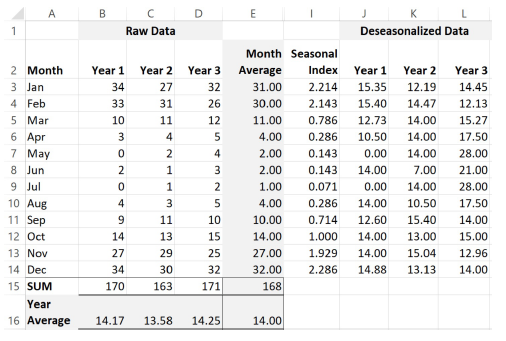 A B C D E I J K L
1 Raw Data Deseasonalized Data
Month Seasonal
2 Month Year 1 Year 2 Year 3 Average Index Year 1 Year 2 Year 3
3 Jan 34 27 32 31.00 2.214 15.35 12.19 14.45
4 Feb 33 31 26 30.00 2.143 15.40 14.47 12.13
5 Mar 10 11 12 11.00 0.786 12.73 14.00 15.27
6 Apr 3 4 5 4.00 0.286 10.50 14.00 17.50
7 May 0 2 4 2.00 0.143 0.00 14.00 28.00
8 Jun 2 1 3 2.00 0.143 14.00 7.00 21.00
9 Jul 0 1 2 1.00 0.071 0.00 14.00 28.00
10 Aug 4 3 5 4.00 0.286 14.00 10.50 17.50
11 Sep 9 11 10 10.00 0.714 12.60 15.40 14.00
12 Oct 14 13 15 14.00 1.000 14.00 13.00 15.00
13 Nov 27 29 25 27.00 1.929 14.00 15.04 12.96
14 Dec 34 30 32 32.00 2.286 14.88 13.13 14.00
15 SUM 170 163 171 168
Year
16 Average 14.17 13.58 14.25 14.00